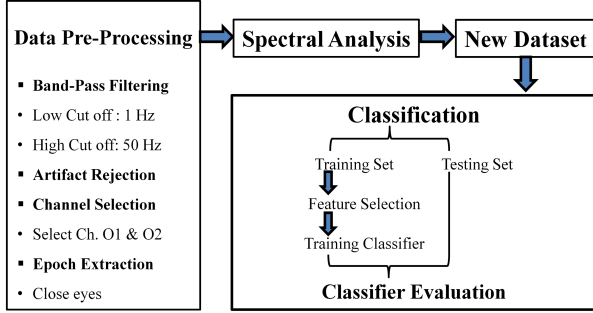 Data Pre-Processing
▪ Band-Pass Filtering
• Low Cut off : 1 Hz
• High Cut off: 50 Hz
▪ Artifact Rejection
▪ Channel Selection
• Select Ch. O1 & O2
▪ Epoch Extraction
• Close eyes
Spectral Analysis
New Dataset
Classification
Training Set
Testing Set
Feature Selection
Training Classifier
Classifier Evaluation